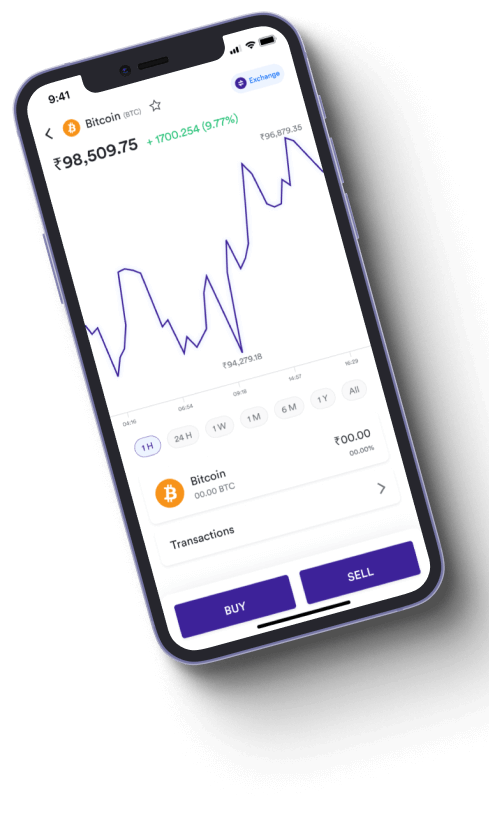 9:41
Exchange
Bitcoin (BTC)
₹98,509.75 + 1700.254 (9.77%)
₹96,879.35
₹94,279.18
04:16 06:54 09:18 14:57 16:29
1 H 24 H 1 W 1 M 6 M 1 Y All
Bitcoin ₹00.00
00.00 BTC 00.00%
Transactions
BUY SELL